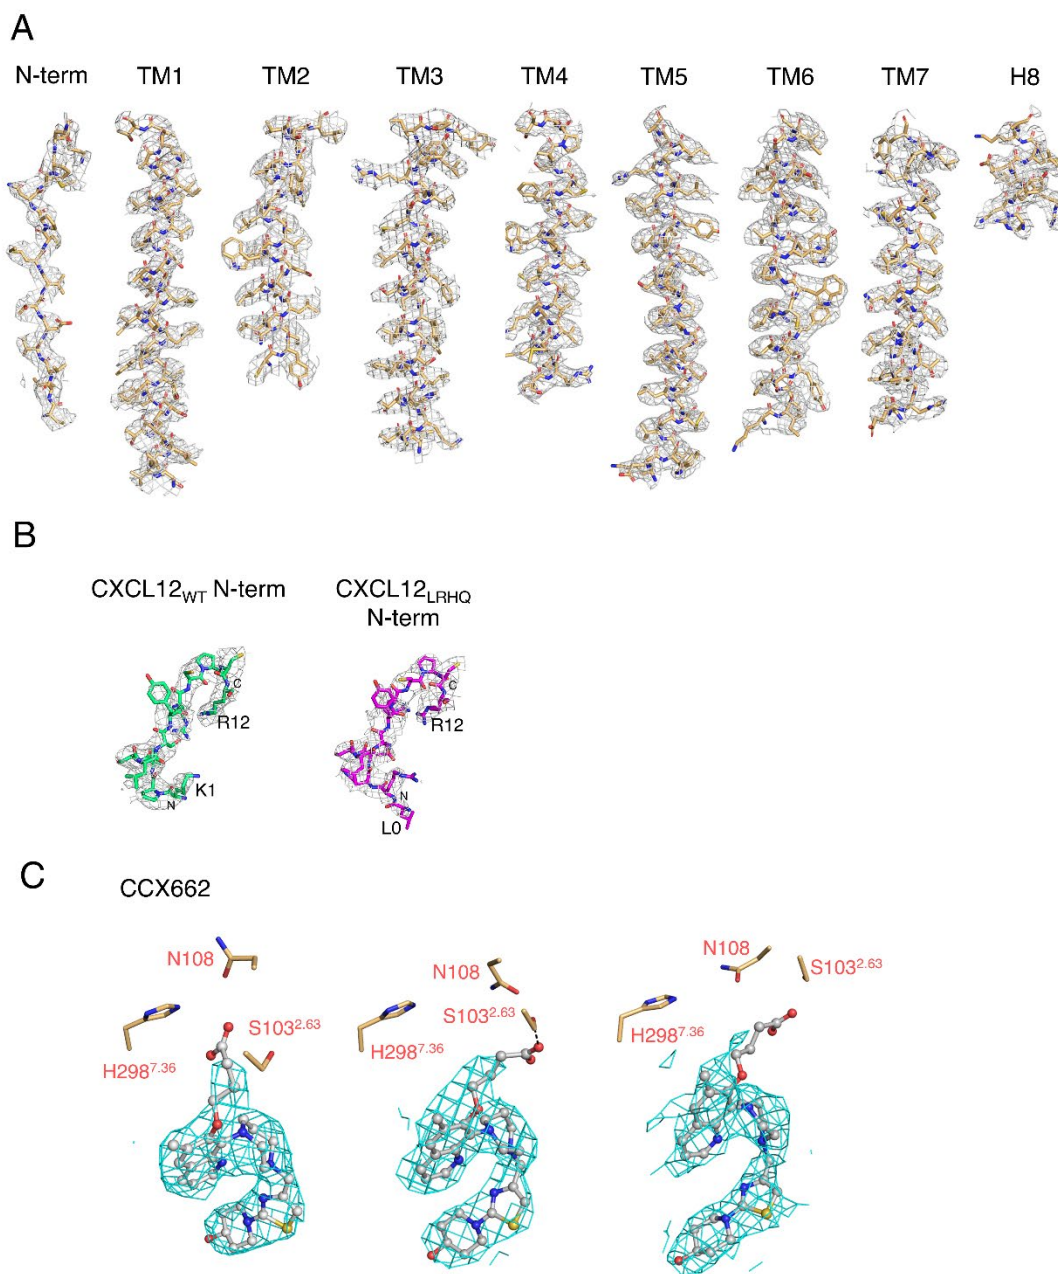 A
N-term TM1 TM2 TM3 TM4 TM5 TM6 TM7 H8
B
CXCL12WT N-term
CXCL12LRHQ
N-term
C
R12
K1
N
C
R12
N
L0
C
CCX662
N108
S103²·⁶³
H298⁷·³⁶
N108
S103²·⁶³
H298⁷·³⁶
N108
S103²·⁶³
H298⁷·³⁶